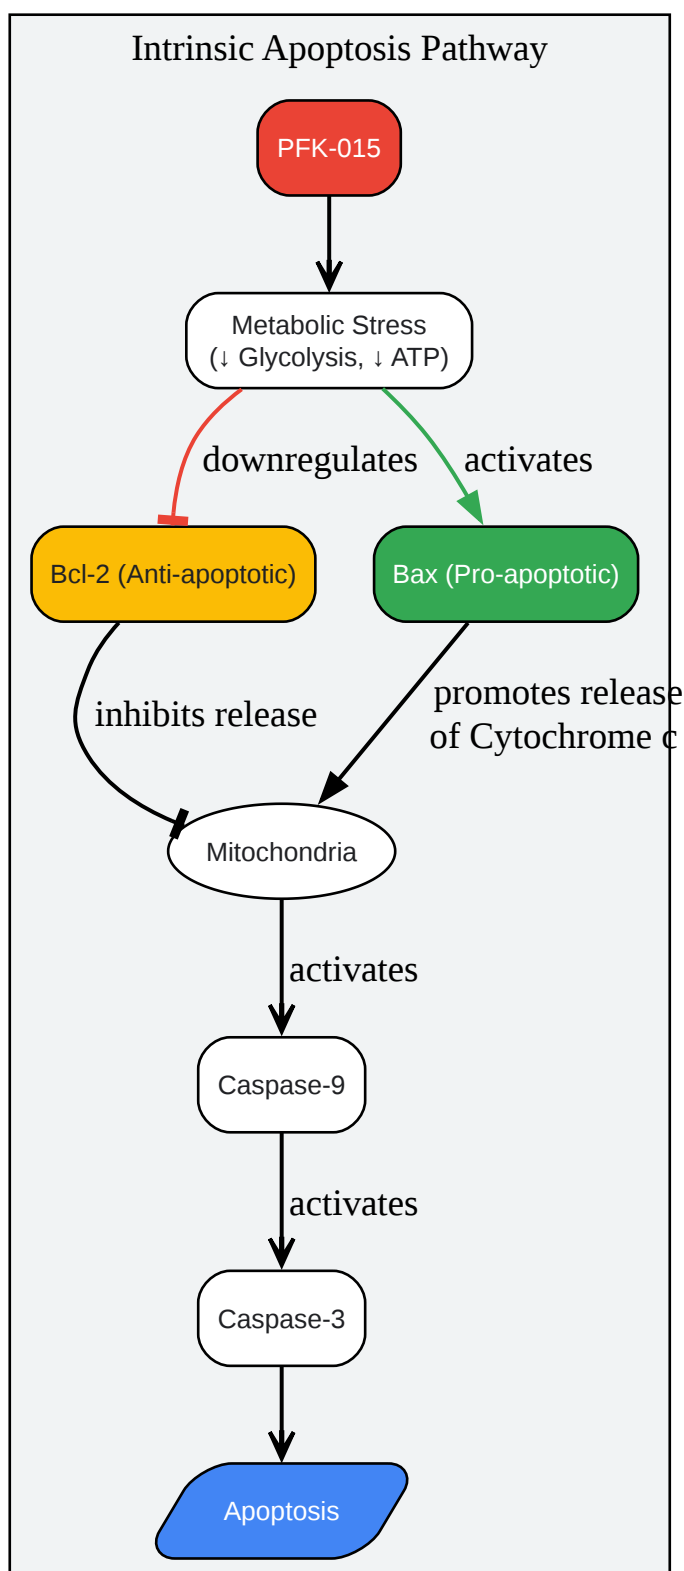 Intrinsic Apoptosis Pathway
PFK-015
Metabolic Stress
(↓ Glycolysis, ↓ ATP)
downregulates
activates
Bcl-2 (Anti-apoptotic)
Bax (Pro-apoptotic)
inhibits release
promotes release
of Cytochrome c
Mitochondria
activates
Caspase-9
activates
Caspase-3
Apoptosis